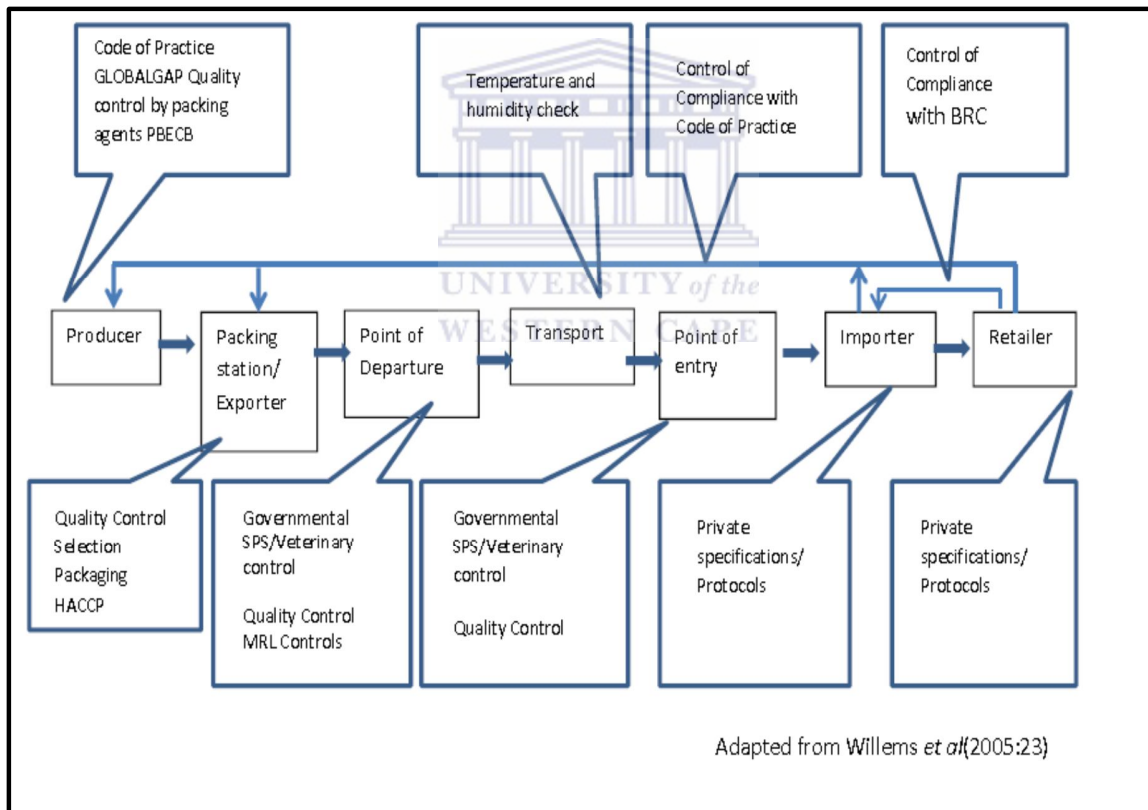 Code of Practice
GLOBALGAP Quality
control by packing
agents PBECB
Temperature and
humidity check
Control of
Compliance with
Code of Practice
Control of
Compliance
with BRC
UNIVERSITY of the
WESTERN CAPE
Producer
Packing
station/
Exporter
Point of
Departure
Transport
Point of
entry
Importer
Retailer
Quality Control
Selection
Packaging
HACCP
Governmental
SPS/Veterinary
control
Quality Control
MRL Controls
Governmental
SPS/Veterinary
control
Quality Control
Private
specifications/
Protocols
Private
specifications/
Protocols
Adapted from Willems et al(2005:23)